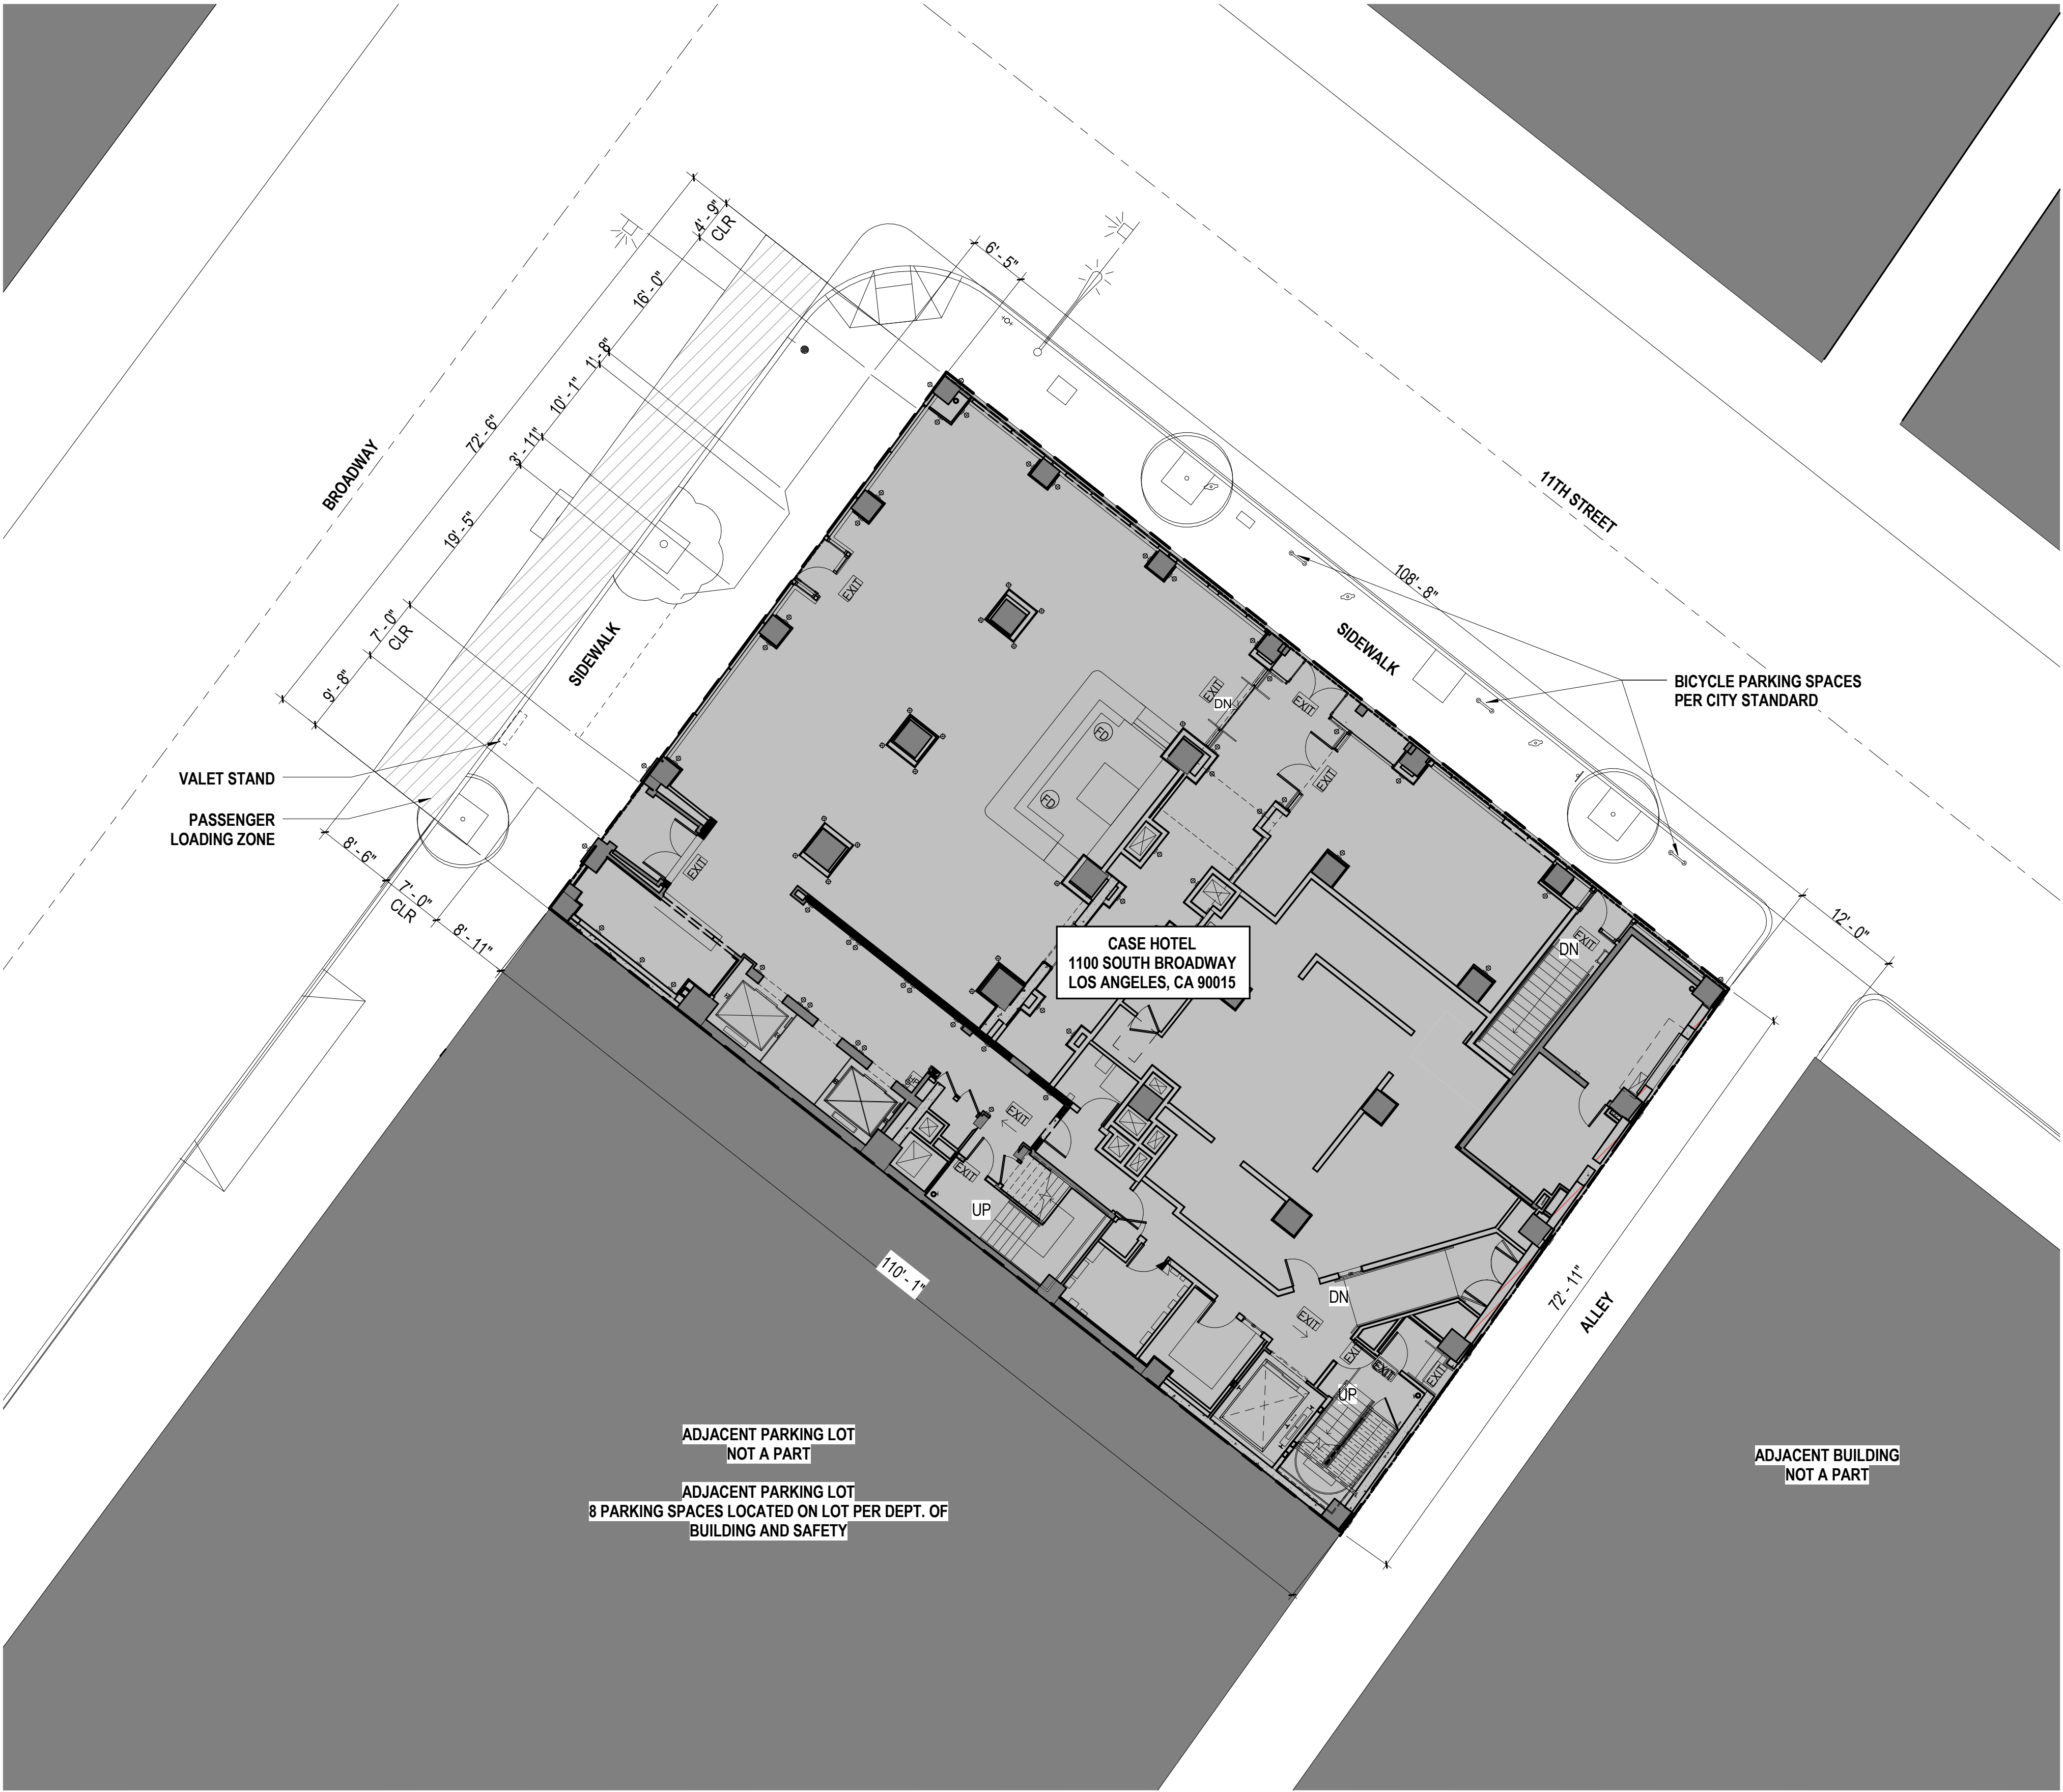 4' - 9"
CLR
6' - 5"
16' - 0"
1' - 8"
10' - 1"
72' - 6"
3' - 11"
BROADWAY
19' - 5"
11TH STREET
EXIT
108' - 8"
7' - 0"
CLR
SIDEWALK
SIDEWALK
9' - 8"
BICYCLE PARKING SPACES
PER CITY STANDARD
EXIT
DN
EXIT
FD
EXIT
FD
VALET STAND
PASSENGER
LOADING ZONE
8' - 6"
EXIT
7' - 0"
CLR
8' - 11"
12' - 0"
EXIT
DN
CASE HOTEL
1100 SOUTH BROADWAY
LOS ANGELES, CA 90015
EXIT
EXIT
UP
110' - 1"
72' - 11"
DN
EXIT
ALLEY
EXIT
EXIT
EXIT
UP
ADJACENT PARKING LOT
NOT A PART
ADJACENT PARKING LOT
8 PARKING SPACES LOCATED ON LOT PER DEPT. OF
BUILDING AND SAFETY
ADJACENT BUILDING
NOT A PART